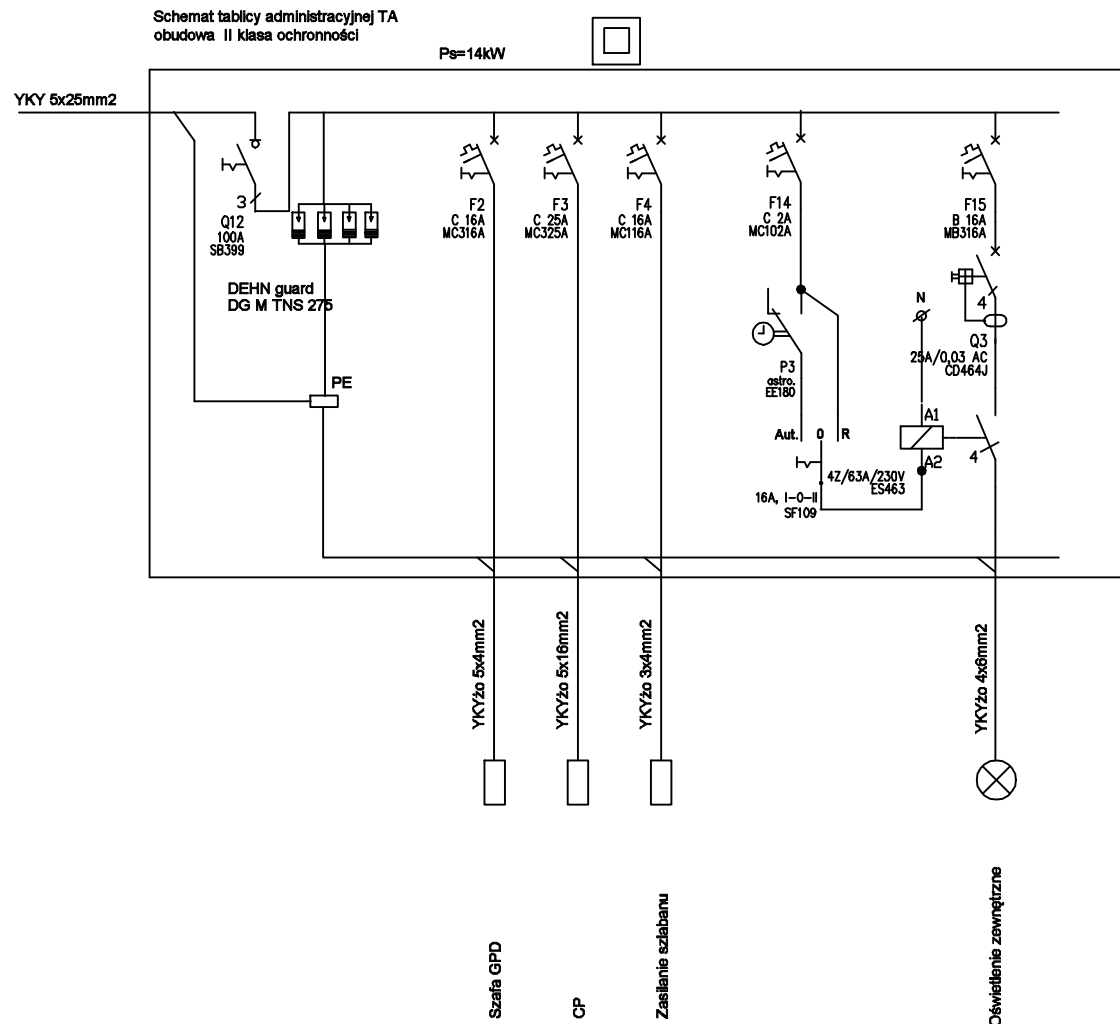 Schemat tablicy administracyjnej TA
obudowa II klasa ochronności
Ps=14kW
YKY 5x25mm2
3
Q12
100A
SB399
DEHN guard
DG M TNS 275
PE
F2
C 16A
MC316A
F3
C 25A
MC325A
F4
C 16A
MC116A
F14
C 2A
MC102A
F15
B 16A
MB316A
4
Q3
25A/0,03 AC
CD464J
N
P3
astro.
EE180
Aut. 0 R
A1
A2
4
4Z/63A/230V
ES463
16A, I-0-II
SF109
YKYżo 5x4mm2
YKYżo 5x16mm2
YKYżo 3x4mm2
YKYżo 4x6mm2
Szafa GPD
CP
Zasilanie szlabanu
Oświetlenie zewnętrzne